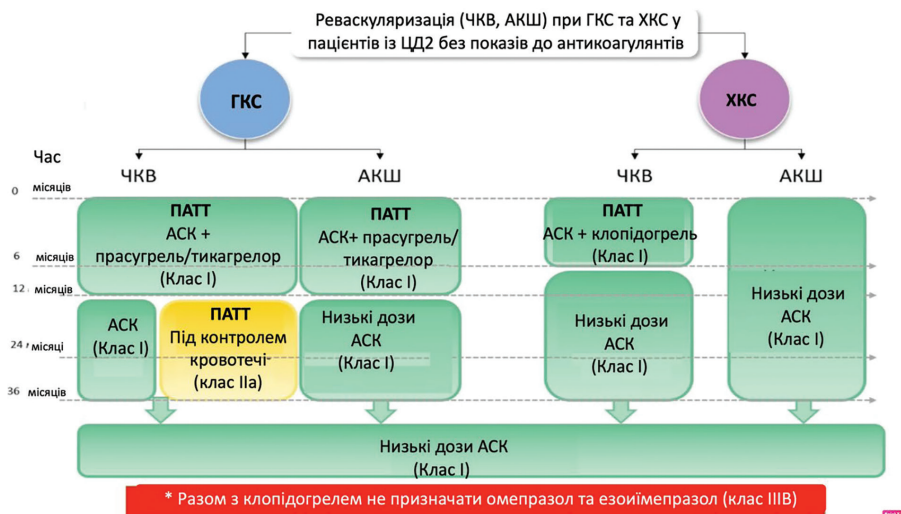 Реваскуляризація (ЧКВ, АКШ) при ГКС та ХКС у
пацієнтів із ЦД2 без показів до антикоагулянтів
ГКС
ХКС
Час
ЧКВ
АКШ
ЧКВ
АКШ
0 місяців
ПАТТ
АСК +
прасугрель/тикагрелор
(Клас I)
ПАТТ
АСК+ прасугрель/
тикагрелор
(Клас I)
ПАТТ
АСК + клопідогрель
(Клас I)
6 місяців
12 місяців
АСК
(Клас I)
ПАТТ
Під контролем
кровотечі
(клас IIa)
Низькі дози
АСК
(Клас I)
Низькі дози
АСК
(Клас I)
Низькі дози
АСК
(Клас I)
24 місяці
36 місяців
Низькі дози АСК
(Клас I)
* Разом з клопідогрелем не призначати омепразол та езоиїмепразол (клас IIIB)